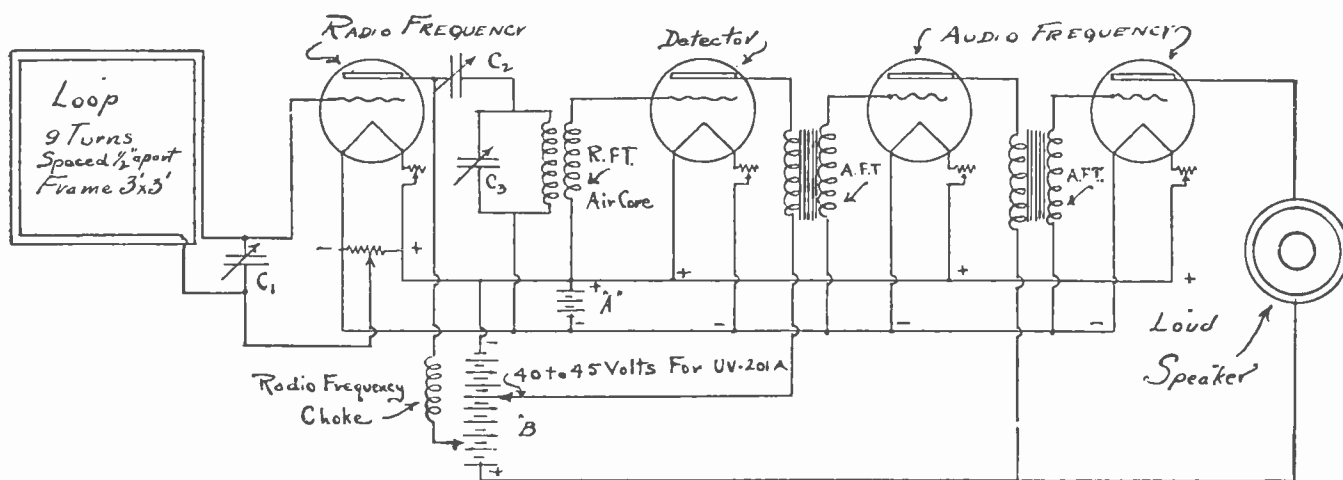 RADIO FREQUENCY
Detector
AUDIO FREQUENCY
Loop
9 Turns
Spaced ½" apart
Frame 3'x3'
C2
C3
R.F.T.
Air Core
A.F.T
A.F.T.
C1
- +
+ + +
+
"A"
-
- - -
Loud
Speaker
Radio Frequency
Choke
-
40 to 45 Volts For UV-201A
"B
+